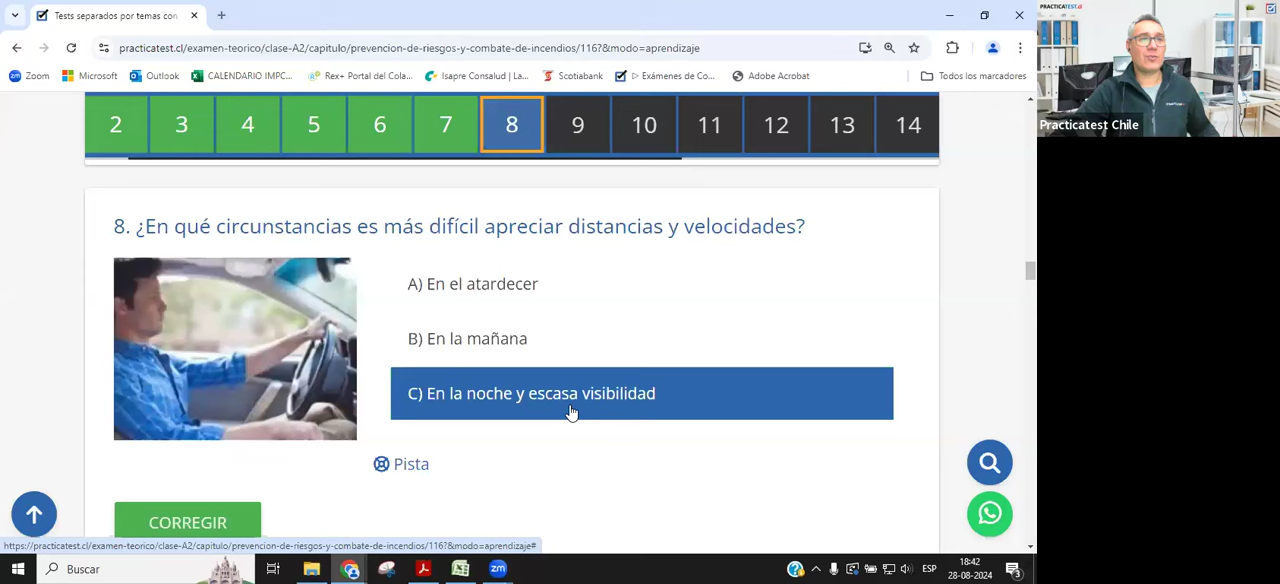 Tests separados por temas con
practicatest.cl/examen-teorico/clase-A2/capitulo/prevencion-de-riesgos-y-combate-de-incendios/116?&modo=aprendizaje
Zoom Microsoft Outlook CALENDARIO IMPC... Rex+ Portal del Cola... Isapre Consalud | La... Scotiabank ▷ Exámenes de Co... Adobe Acrobat Todos los marcadores
PRACTICATEST.cl
Practicatest Chile
2 3 4 5 6 7 8 9 10 11 12 13 14
8. ¿En qué circunstancias es más difícil apreciar distancias y velocidades?
A) En el atardecer
B) En la mañana
C) En la noche y escasa visibilidad
Pista
CORREGIR
https://practicatest.cl/examen-teorico/clase-A2/capitulo/prevencion-de-riesgos-y-combate-de-incendios/116?&modo=aprendizaje#
Buscar
ESP
18:42
28-08-2024
3